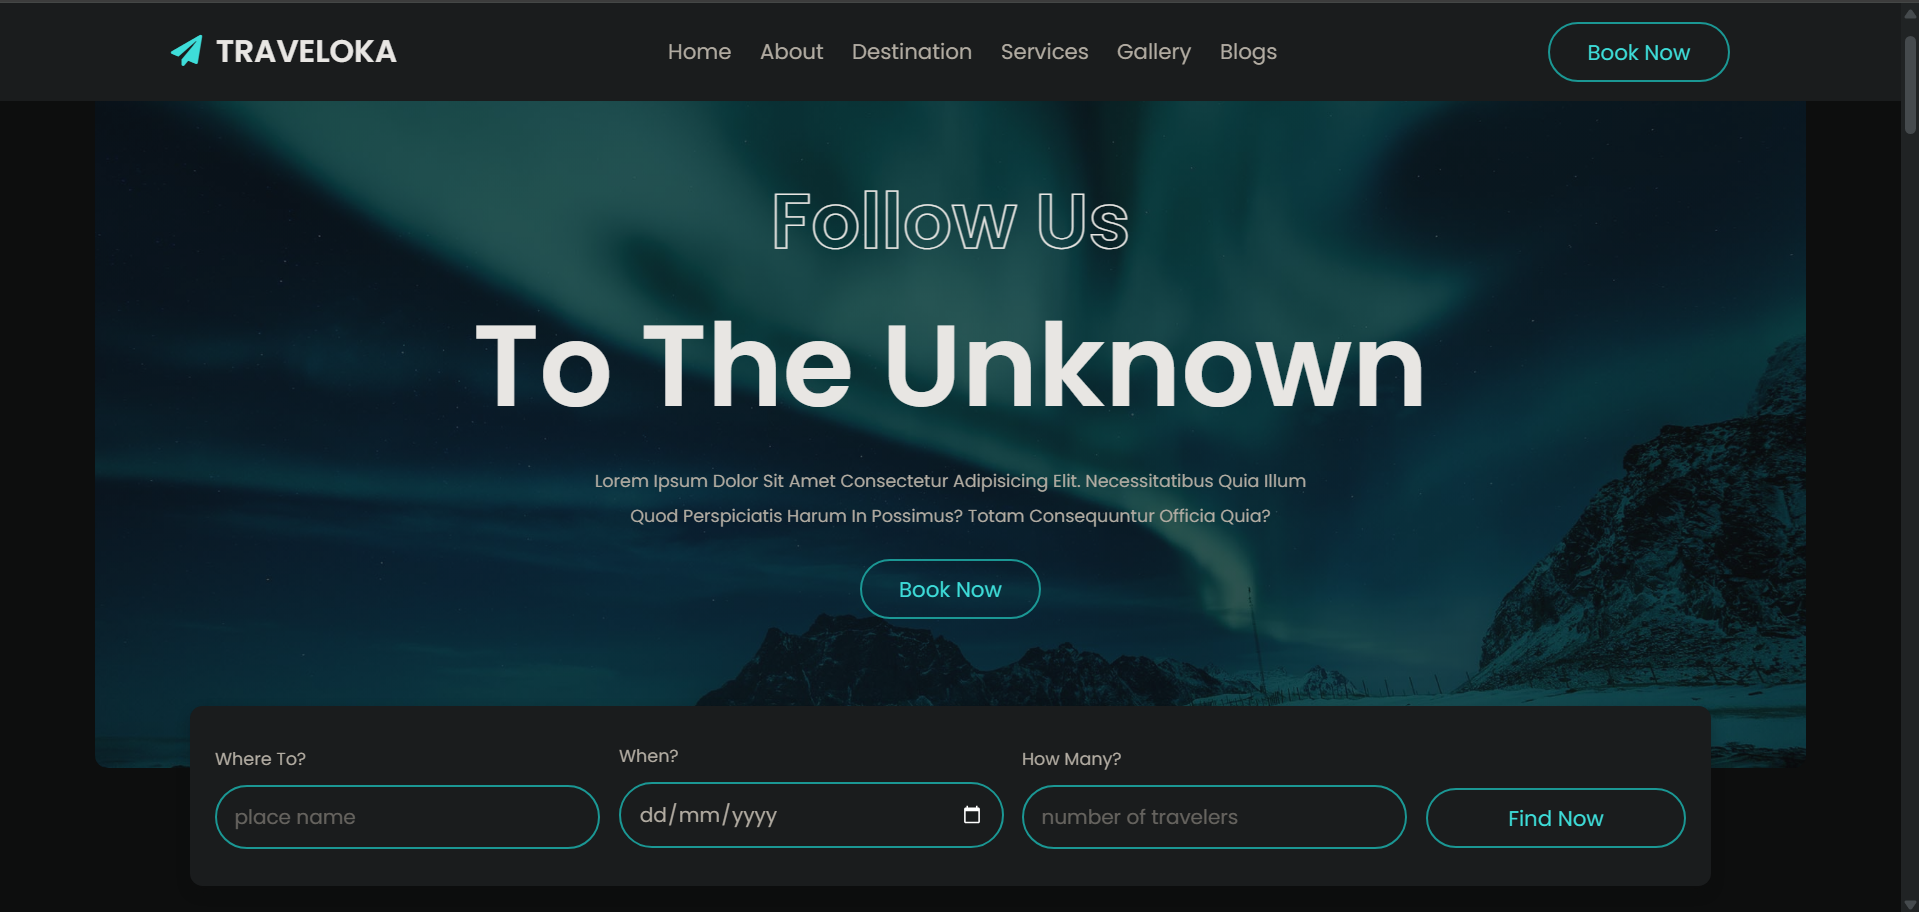 TRAVELOKA
Home About Destination Services Gallery Blogs
Book Now
Follow Us
To The Unknown
Lorem Ipsum Dolor Sit Amet Consectetur Adipisicing Elit. Necessitatibus Quia Illum
Quod Perspiciatis Harum In Possimus? Totam Consequuntur Officia Quia?
Book Now
Where To?
place name
When?
dd/mm/yyyy
How Many?
number of travelers
Find Now